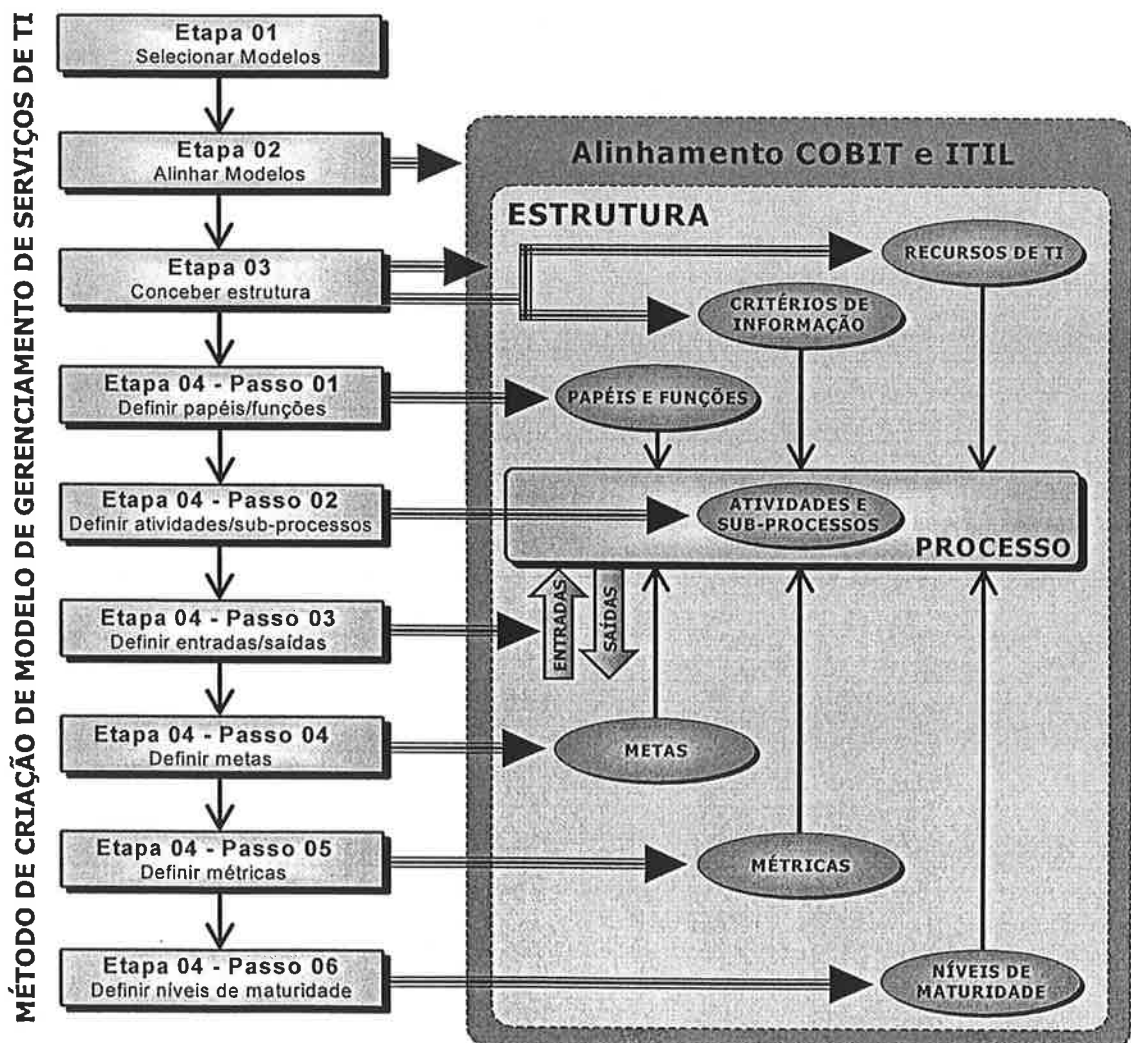 MÉTODO DE CRIAÇÃO DE MODELO DE GERENCIAMENTO DE SERVIÇOS DE TI
Etapa 01
Selecionar Modelos
Etapa 02
Alinhar Modelos
Etapa 03
Conceber estrutura
Etapa 04 - Passo 01
Definir papéis/funções
Etapa 04 - Passo 02
Definir atividades/sub-processos
Etapa 04 - Passo 03
Definir entradas/saídas
Etapa 04 - Passo 04
Definir metas
Etapa 04 - Passo 05
Definir métricas
Etapa 04 - Passo 06
Definir níveis de maturidade
Alinhamento COBIT e ITIL
ESTRUTURA
RECURSOS DE TI
CRITÉRIOS DE
INFORMAÇÃO
PAPÉIS E FUNÇÕES
ATIVIDADES E
SUB-PROCESSOS
PROCESSO
ENTRADAS
SAÍDAS
METAS
MÉTRICAS
NÍVEIS DE
MATURIDADE